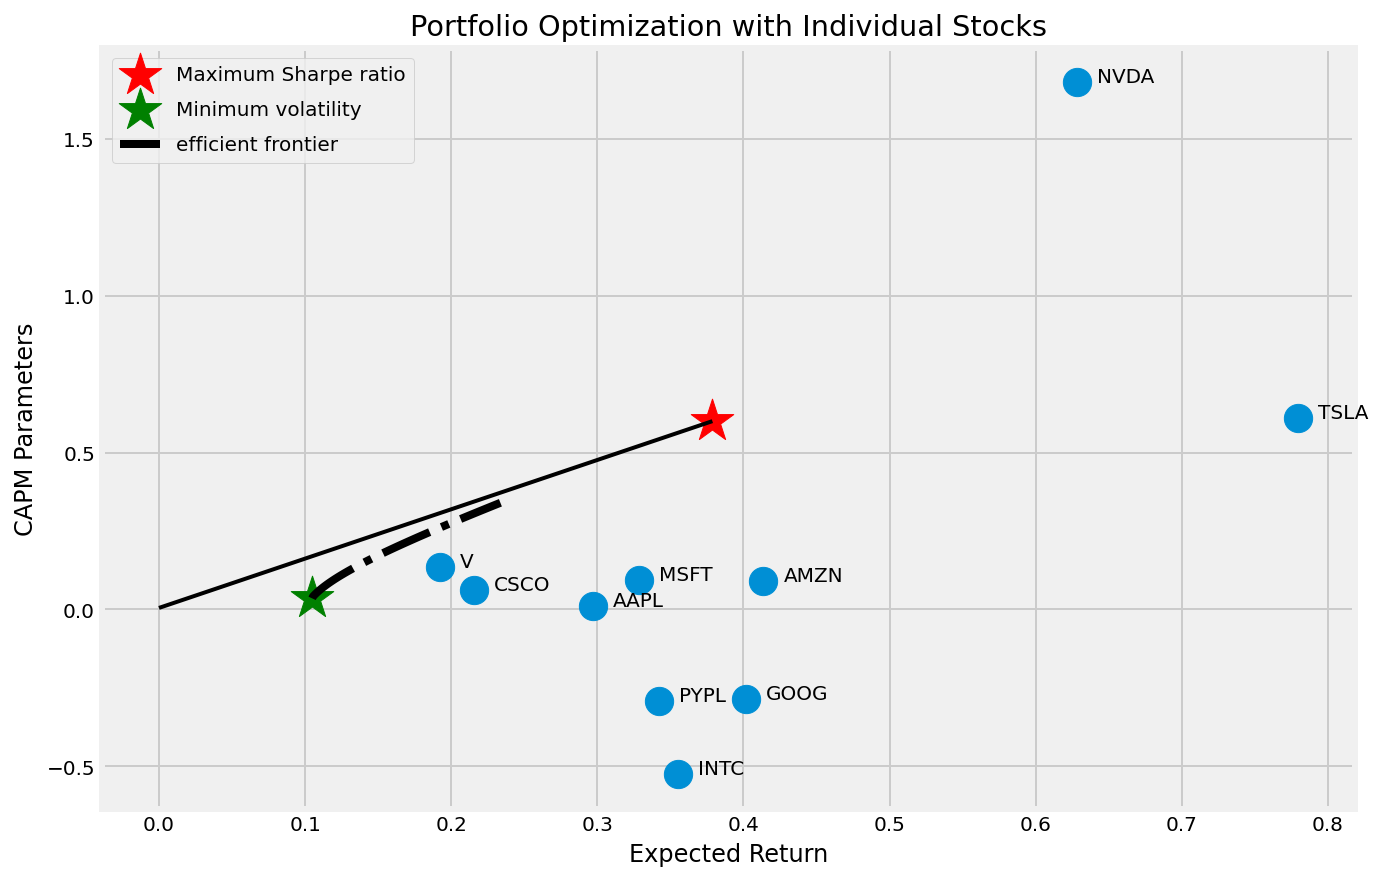 Portfolio Optimization with Individual Stocks
Maximum Sharpe ratio
Minimum volatility
efficient frontier
NVDA
TSLA
V
CSCO
MSFT
AMZN
AAPL
PYPL
GOOG
INTC
1.5
1.0
0.5
0.0
−0.5
CAPM Parameters
0.0 0.1 0.2 0.3 0.4 0.5 0.6 0.7 0.8
Expected Return